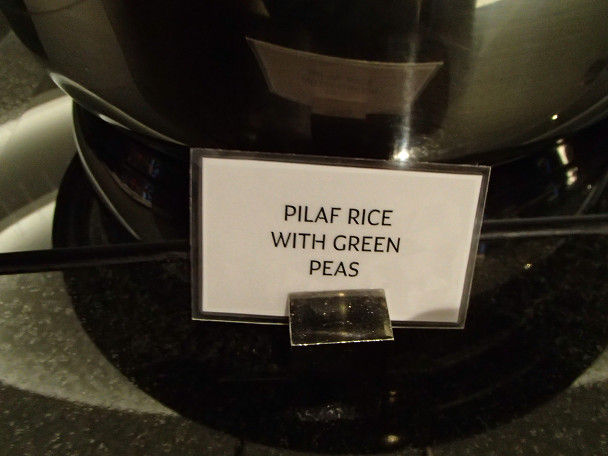 PILAF RICE
WITH GREEN
PEAS